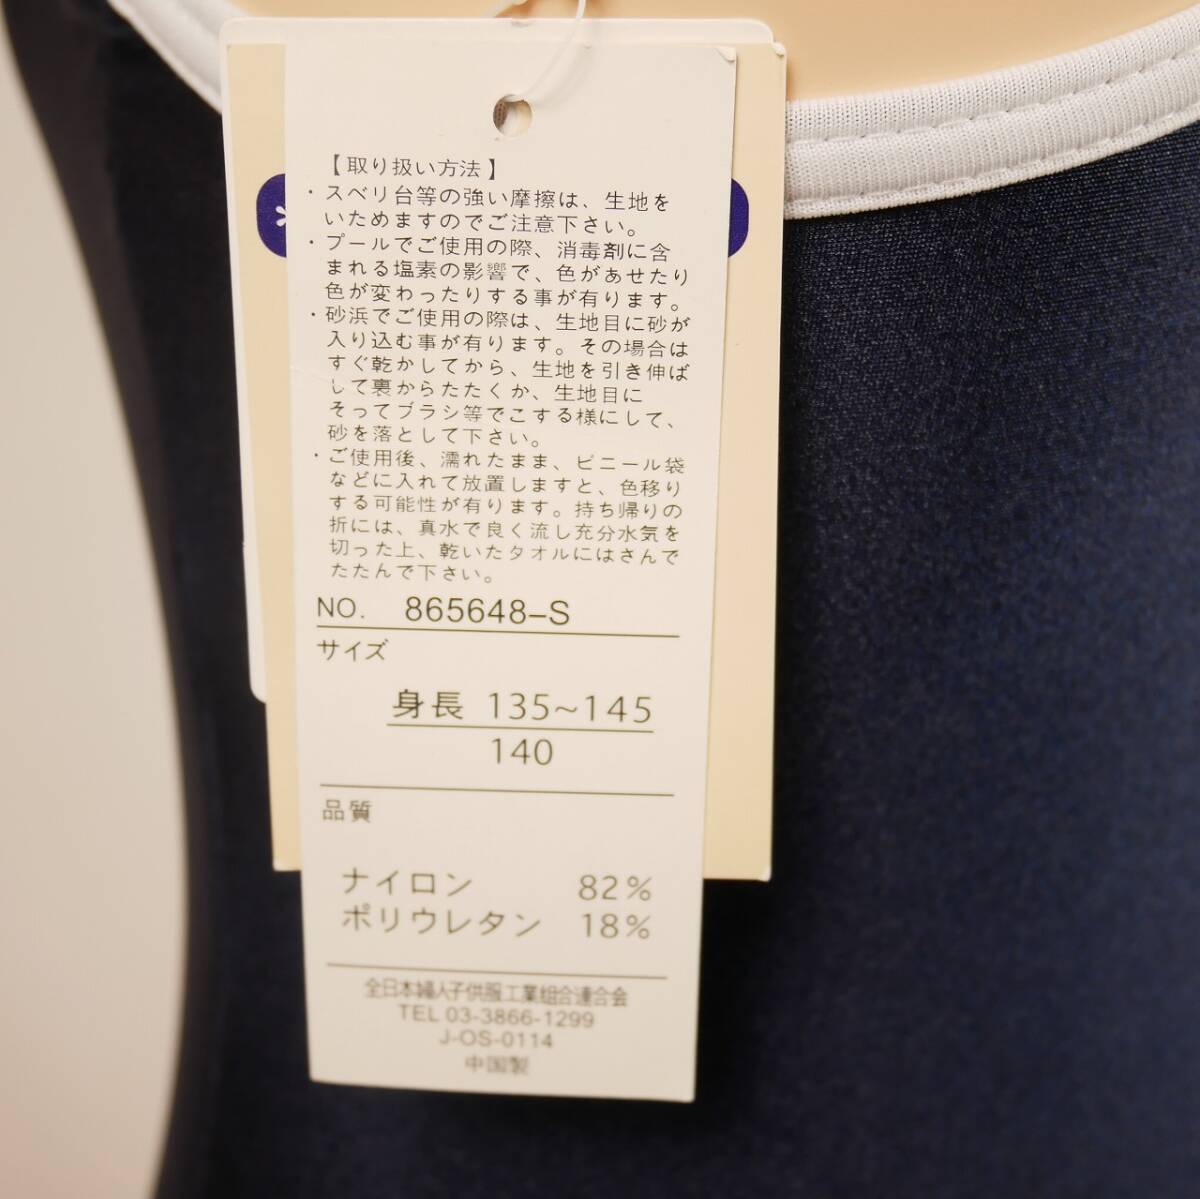 【取り扱い方法】
・スベリ台等の強い摩擦は、生地を
いためますのでご注意下さい。
・プールでご使用の際、消毒剤に含
まれる塩素の影響で、色があせたり
色が変わったりする事が有ります。
・砂浜でご使用の際は、生地目に砂が
入り込む事が有ります。その場合は
すぐ乾かしてから、生地を引き伸ば
して裏からたたくか、生地目に
そってブラシ等でこする様にして、
砂を落として下さい。
・ご使用後、濡れたまま、ビニール袋
などに入れて放置しますと、色移り
する可能性が有ります。持ち帰りの
折には、真水で良く流し充分水気を
切った上、乾いたタオルにはさんで
たたんで下さい。
NO. 865648-S
サイズ
身長 135~145
140
品質
ナイロン 82%
ポリウレタン 18%
全日本婦人子供服工業組合連合会
TEL 03-3866-1299
J-OS-0114
中国製